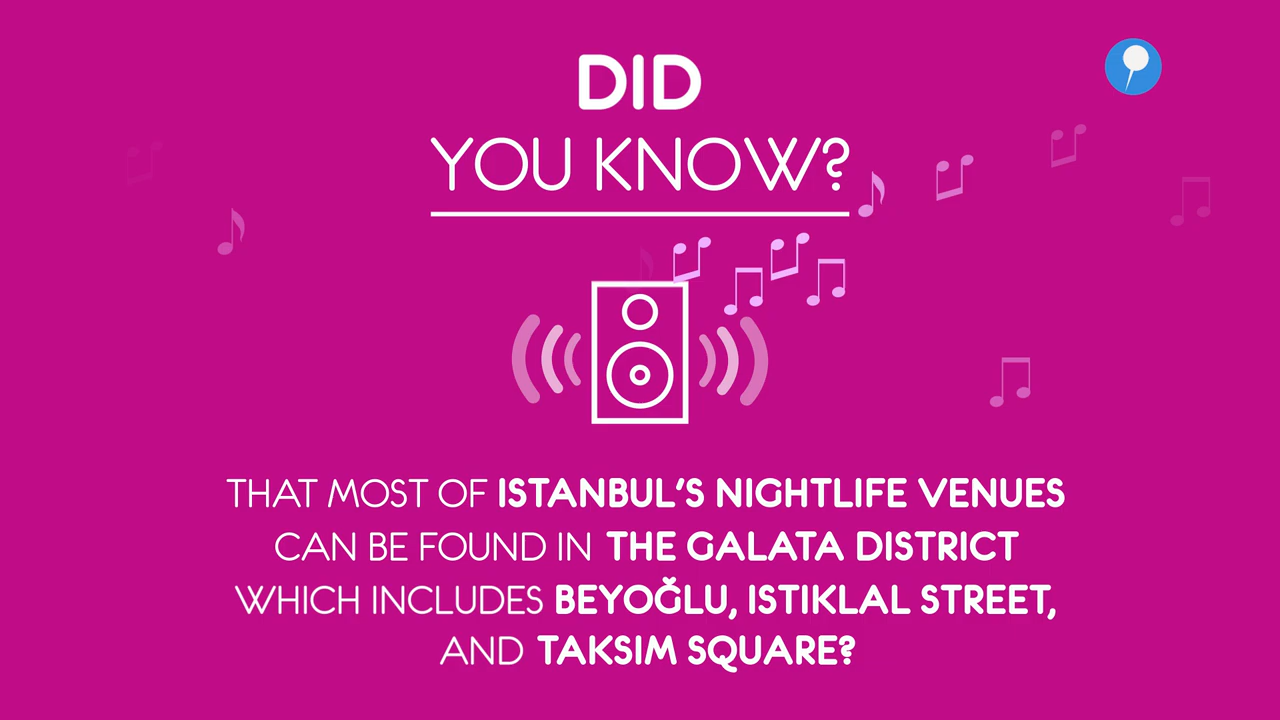 DID
YOU KNOW?
THAT MOST OF ISTANBUL'S NIGHTLIFE VENUES
CAN BE FOUND IN THE GALATA DISTRICT
WHICH INCLUDES BEYOĞLU, ISTIKLAL STREET,
AND TAKSIM SQUARE?